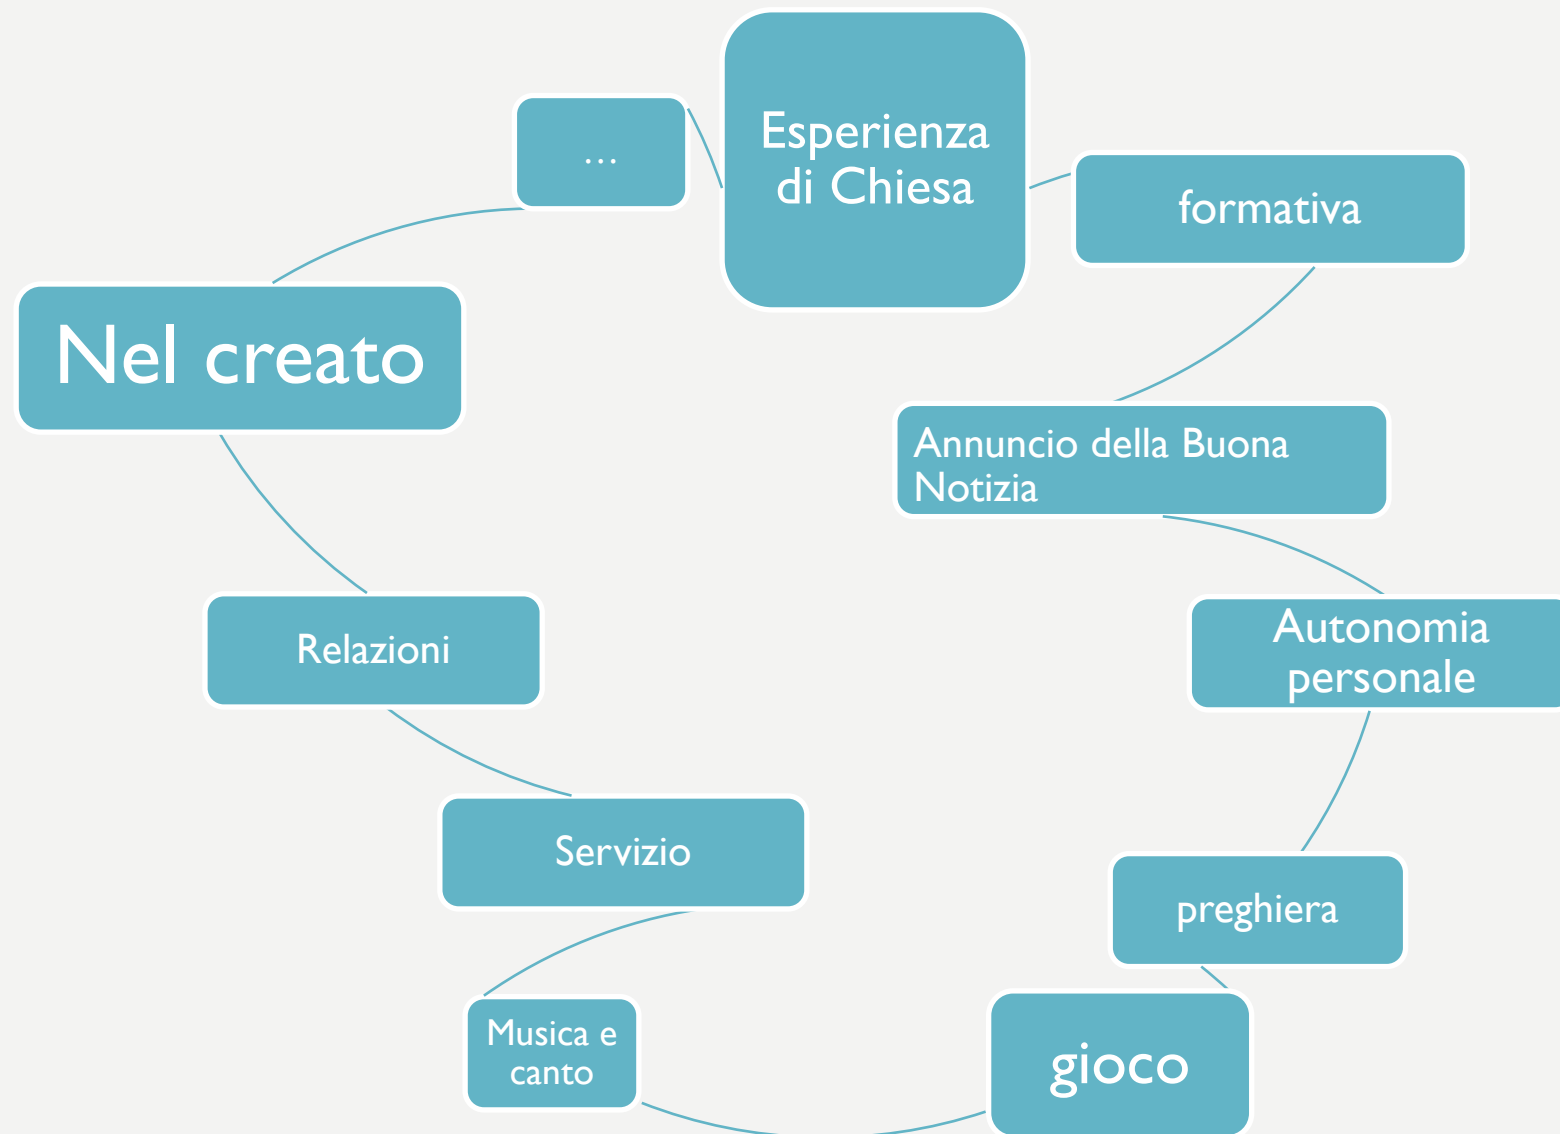 Esperienza
di Chiesa
formativa
Annuncio della Buona
Notizia
Autonomia
personale
preghiera
gioco
Musica e
canto
Servizio
Relazioni
Nel creato
…